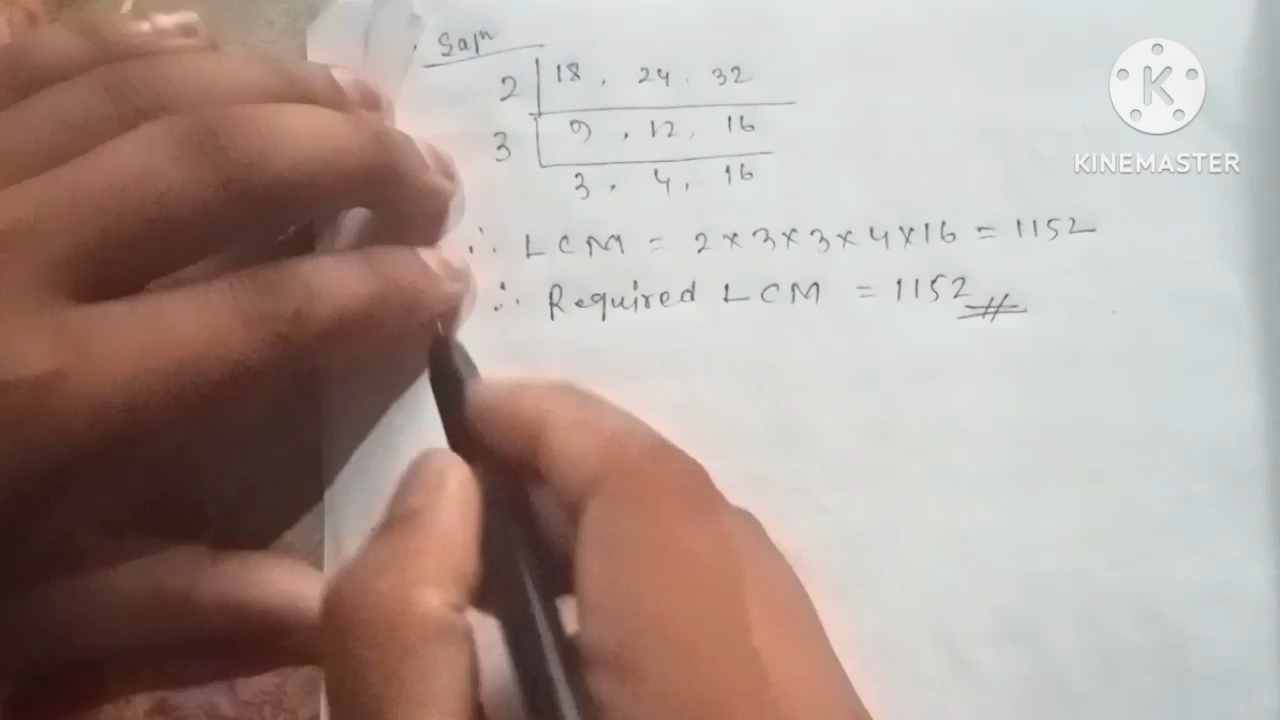 Soln
2 | 18, 24, 32
3 | 9, 12, 16
3, 4, 16
∴ LCM = 2×3×3×4×16 = 1152
∴ Required LCM = 1152
K
KINEMASTER